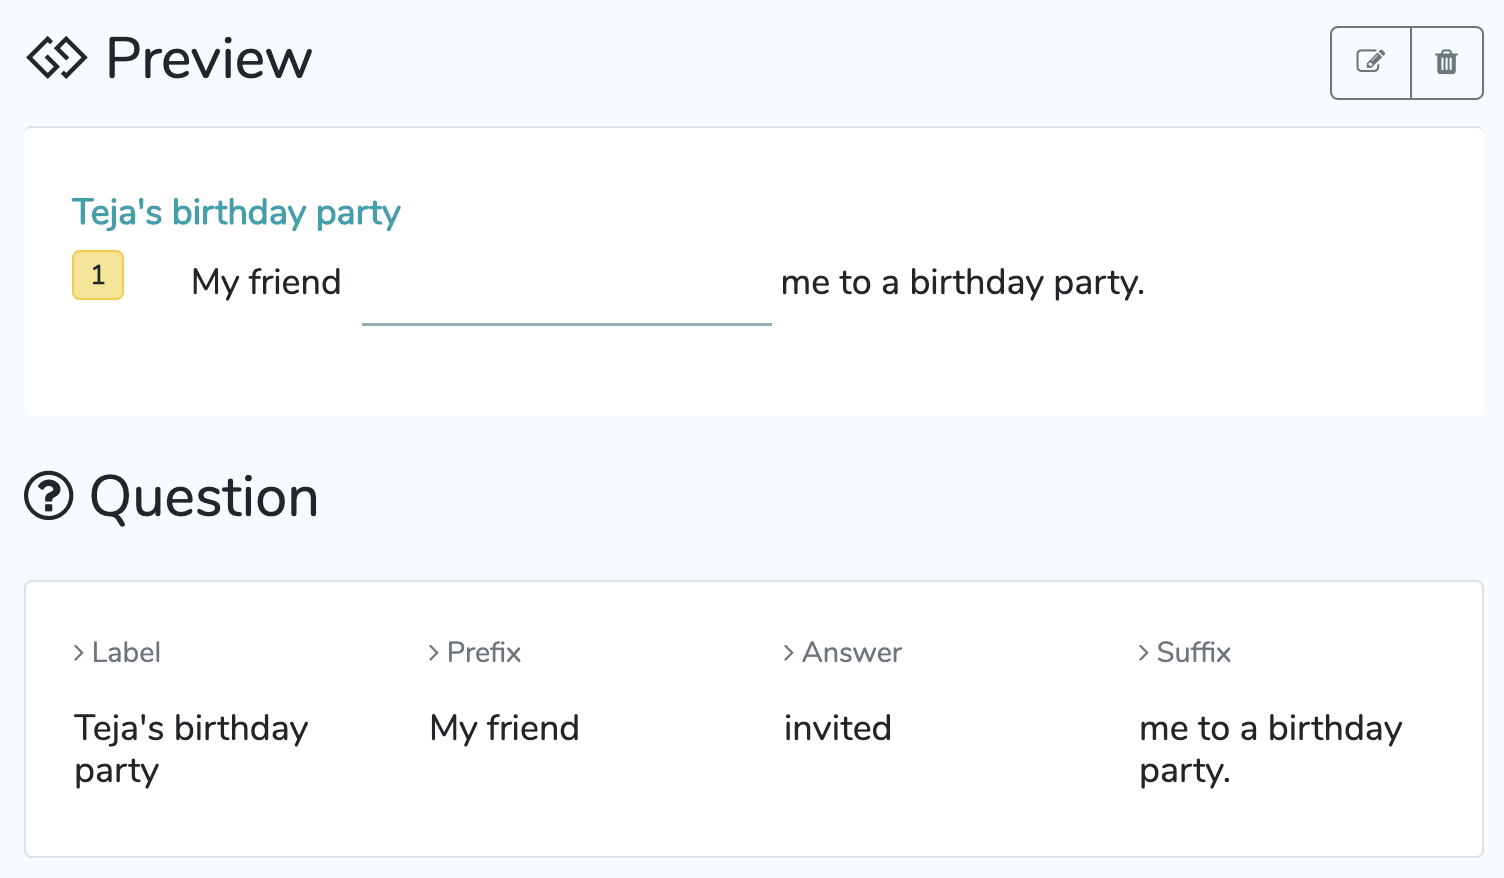 Preview
Teja's birthday party
1 My friend me to a birthday party.
Question
Label Prefix Answer Suffix
Teja's birthday My friend invited me to a birthday
party party.